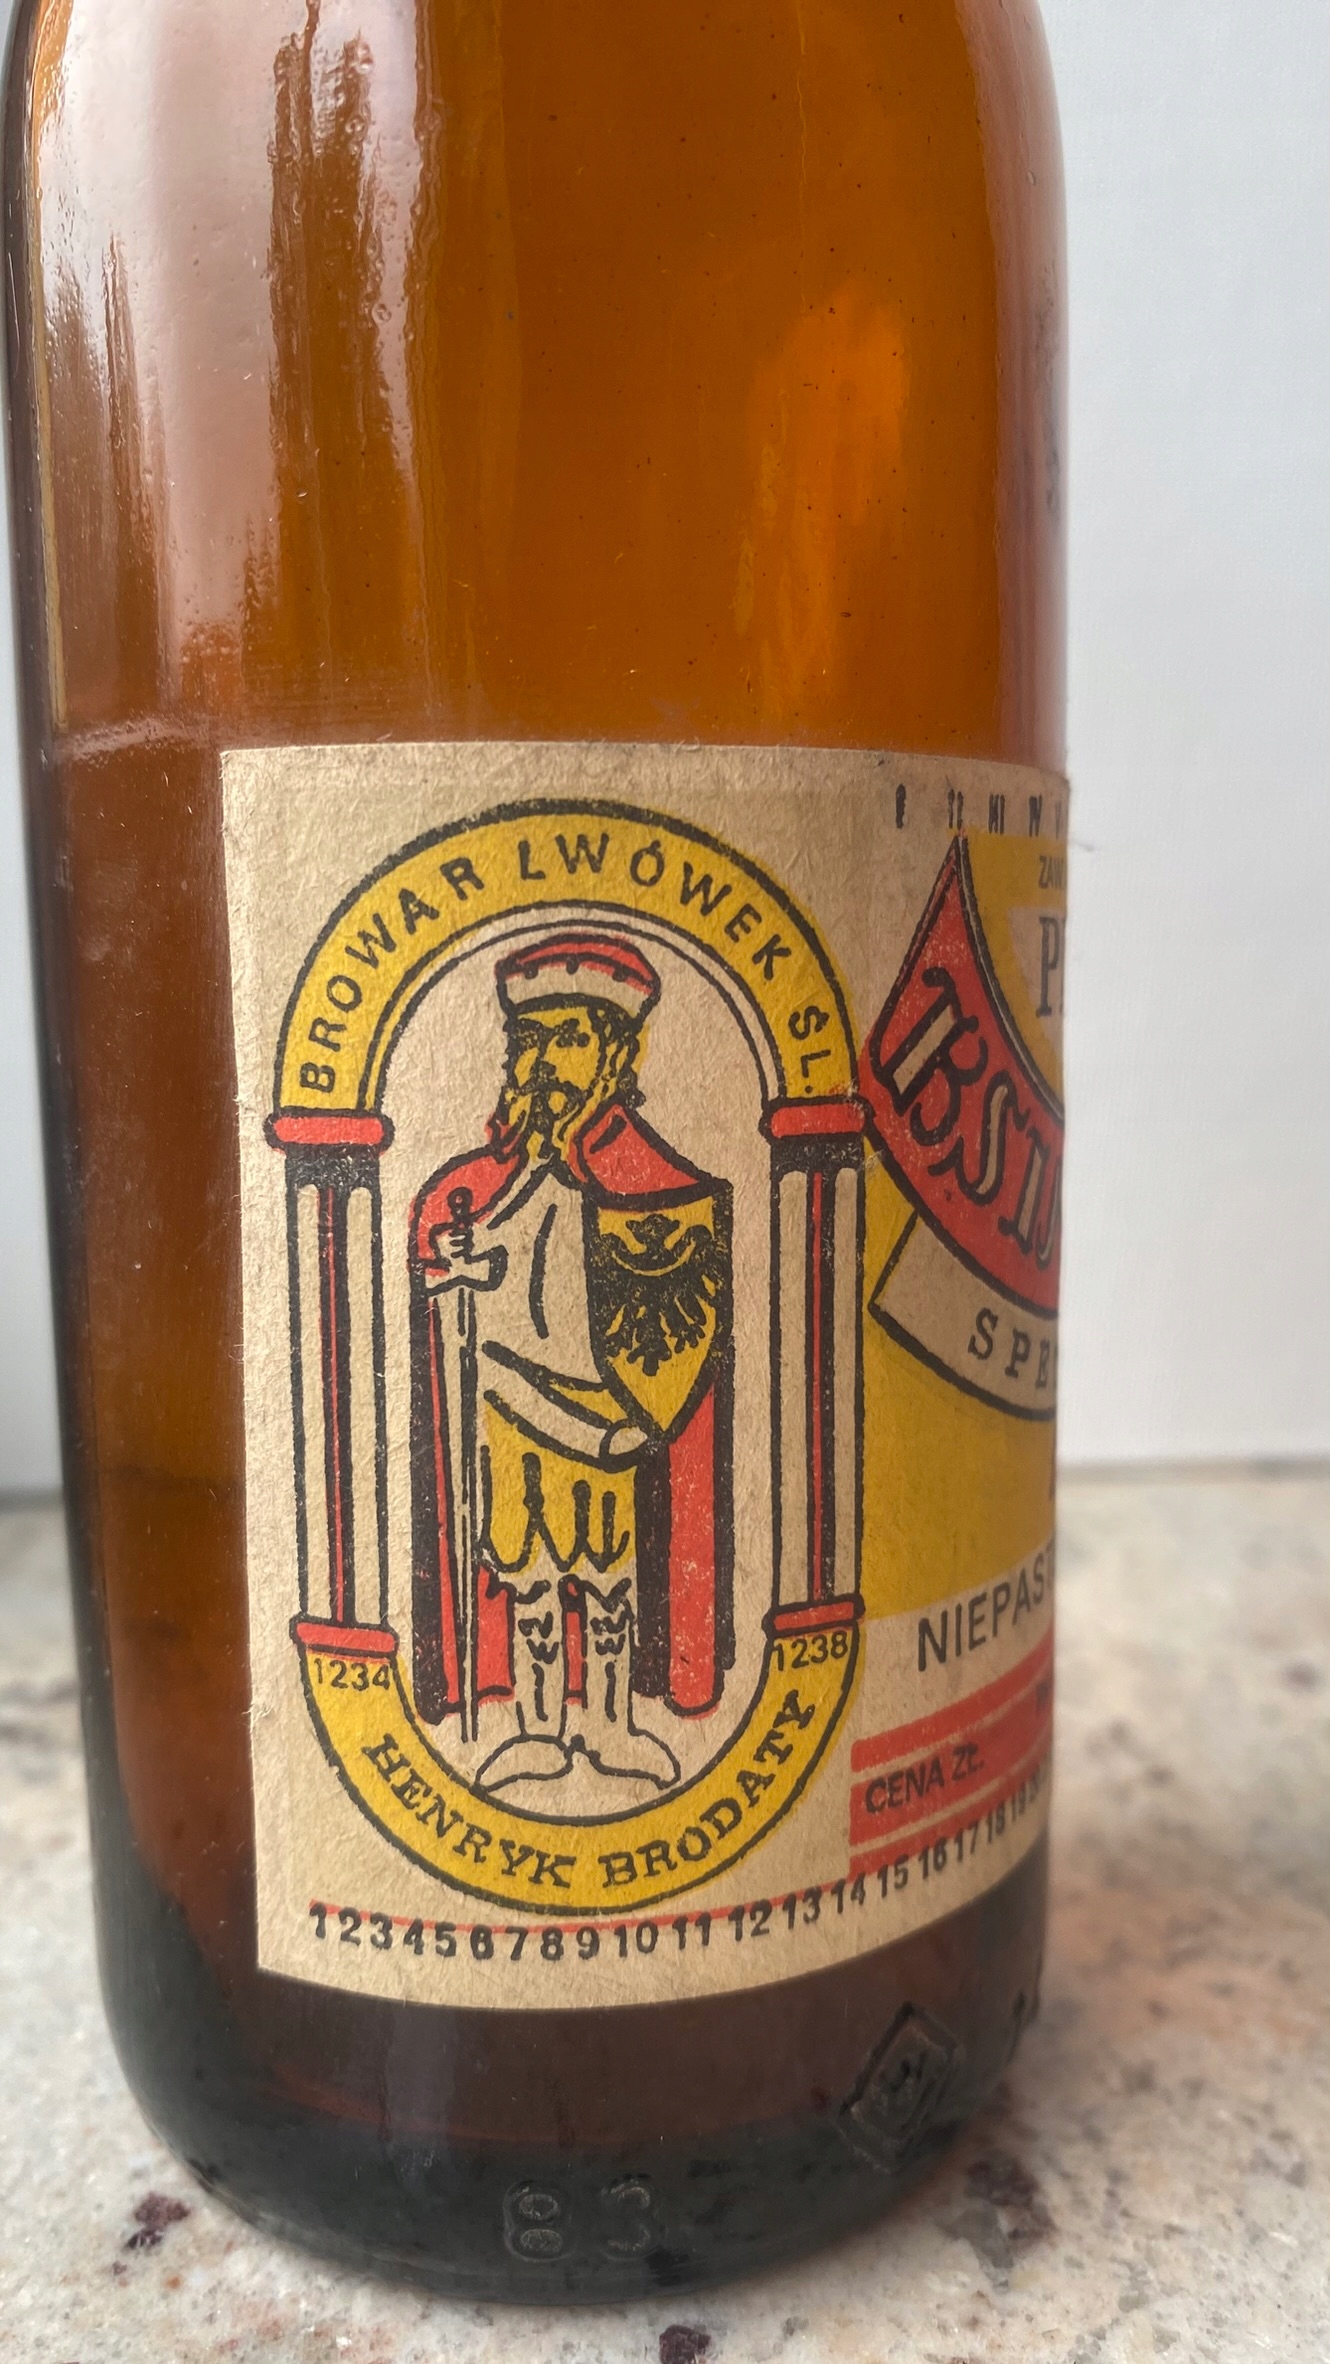 BROWAR LWÓWEK ŚL.
1234
1238
HENRYK BRODATY
SPE
NIEPAS
CENA ZŁ.
1 2 3 4 5 6 7 8 9 10 11 12 13 14 15 16 17 18 19
83